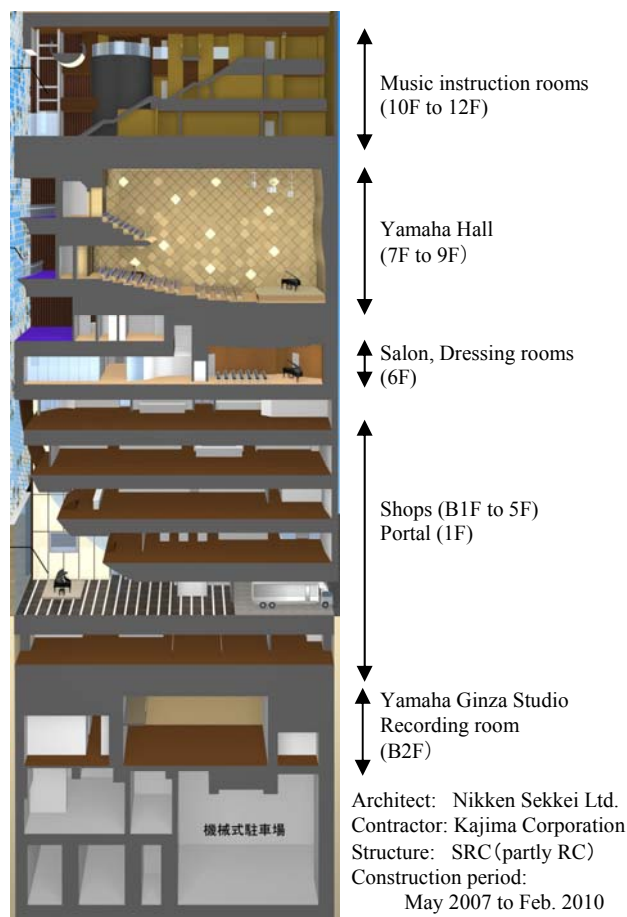 Music instruction rooms
(10F to 12F)
Yamaha Hall
(7F to 9F)
Salon, Dressing rooms
(6F)
Shops (B1F to 5F)
Portal (1F)
Yamaha Ginza Studio
Recording room
(B2F)
機械式駐車場
Architect: Nikken Sekkei Ltd.
Contractor: Kajima Corporation
Structure: SRC(partly RC)
Construction period:
May 2007 to Feb. 2010